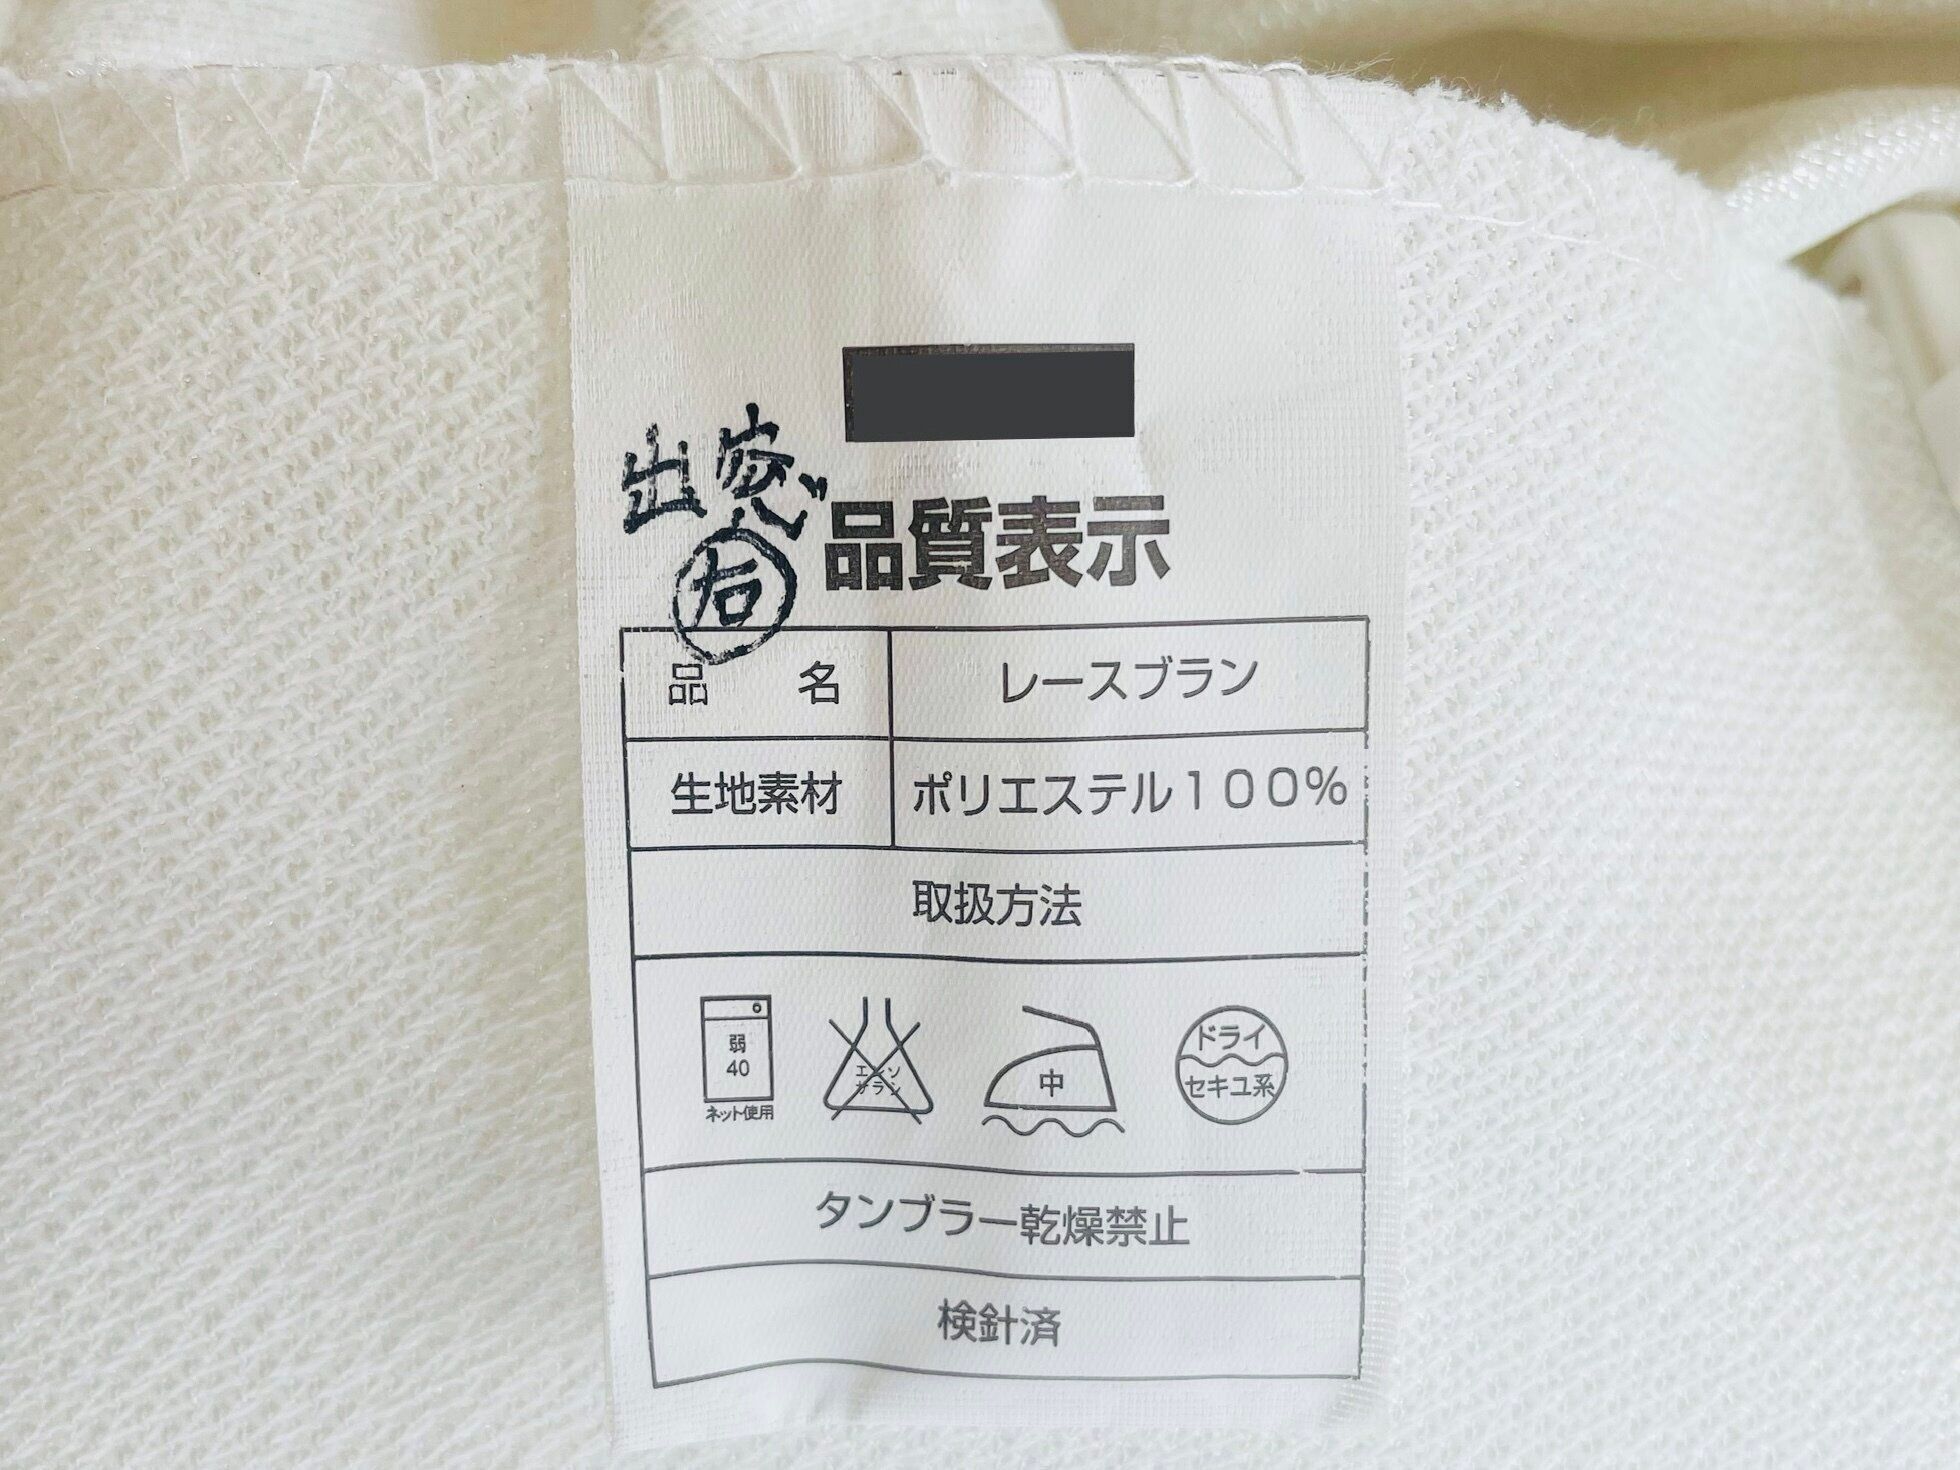 出窓
右
品質表示
品名 レースブラン
生地素材 ポリエステル100%
取扱方法
弱
40
ネット使用
エンソ
サラシ
中
ドライ
セキユ系
タンブラー乾燥禁止
検針済